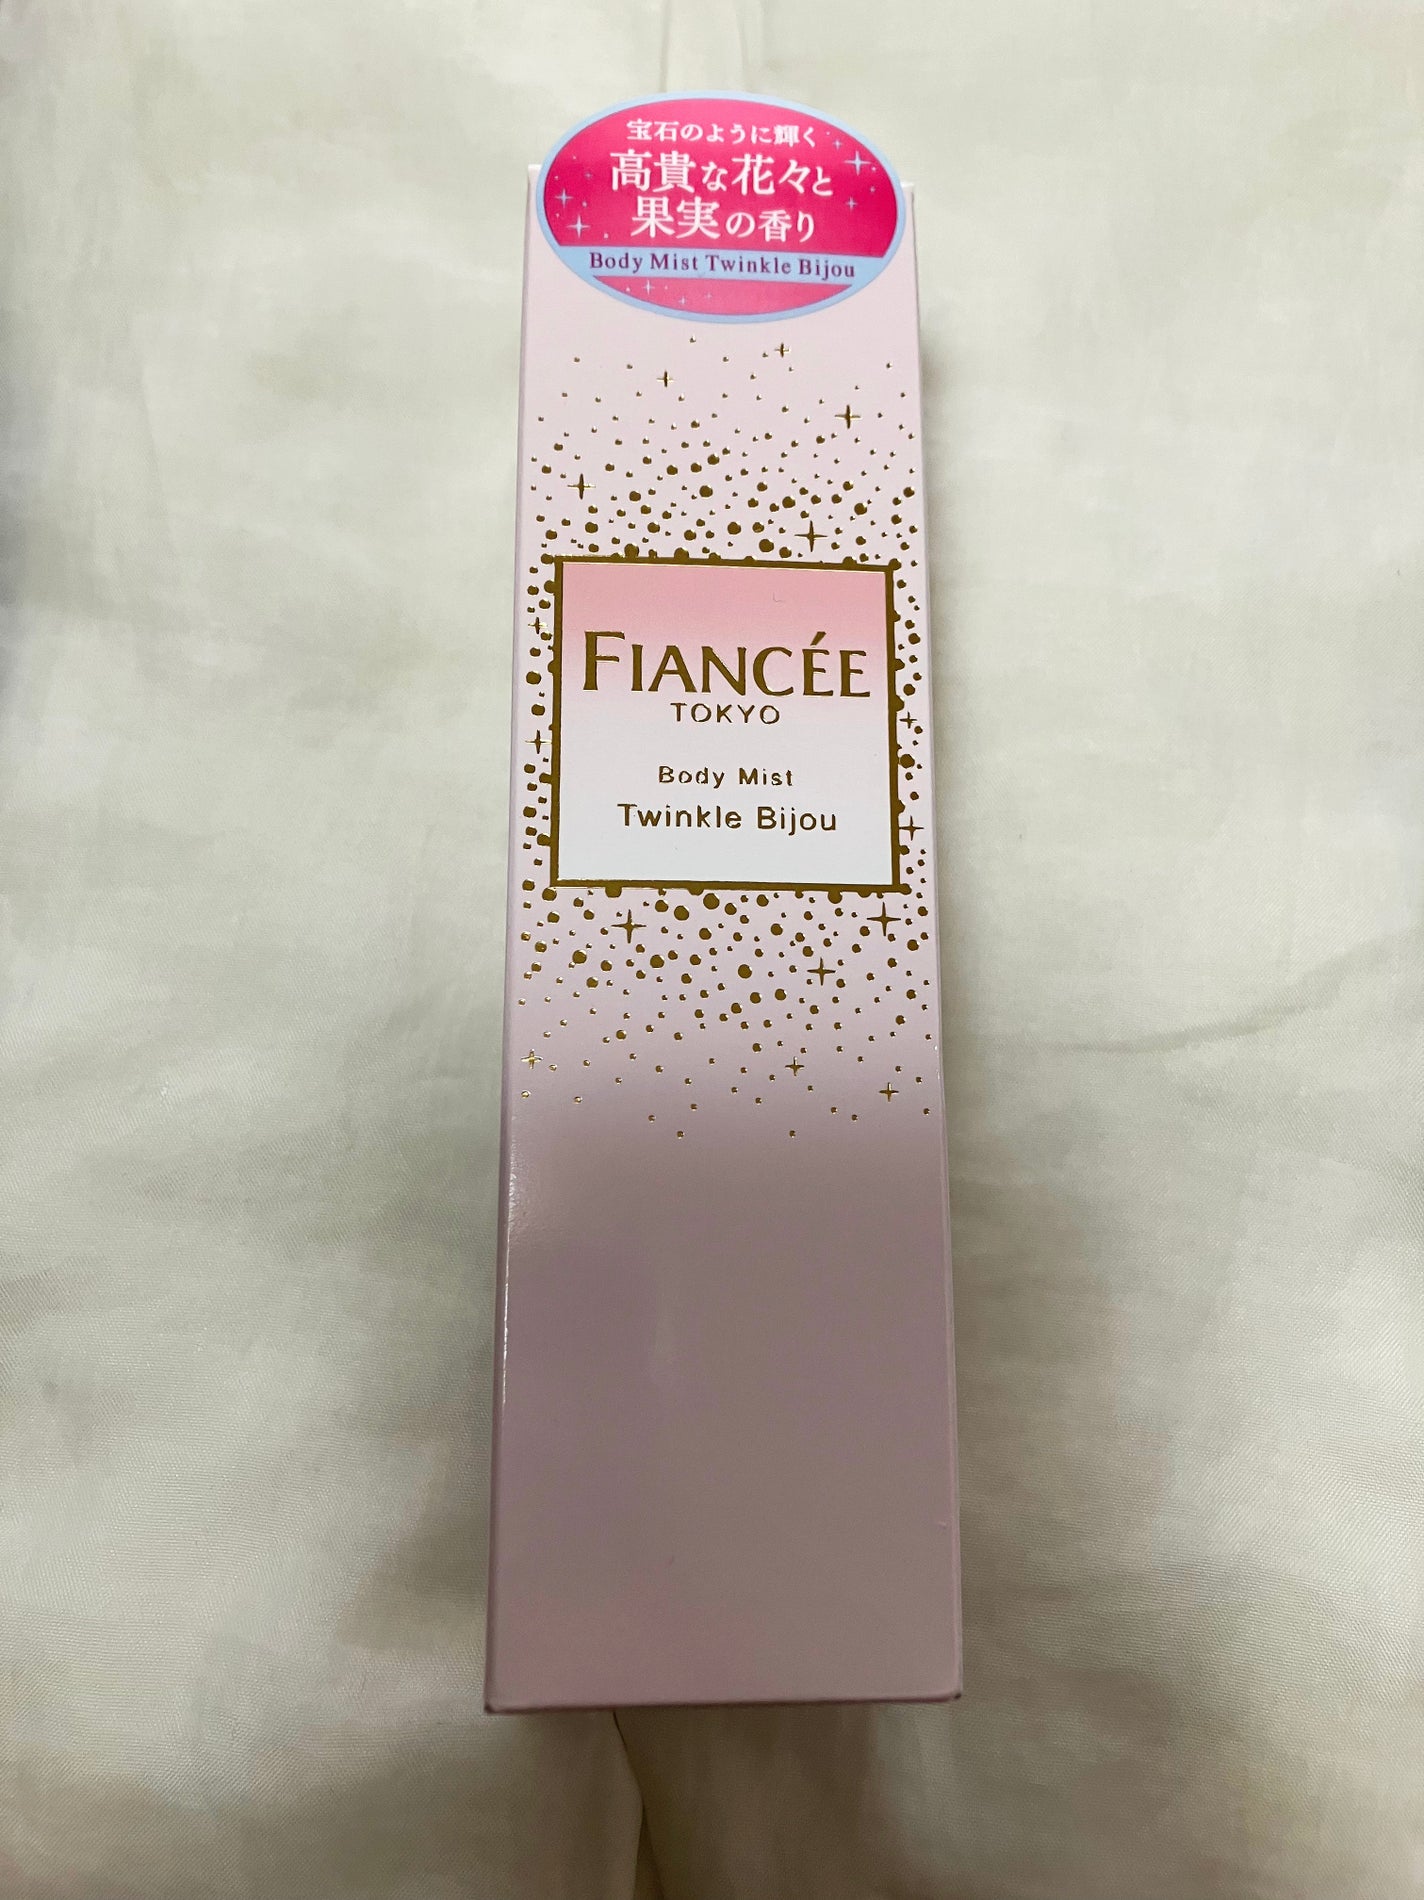 宝石のように輝く
高貴な花々と
果実の香り
Body Mist Twinkle Bijou
FIANCÉE
TOKYO
Body Mist
Twinkle Bijou